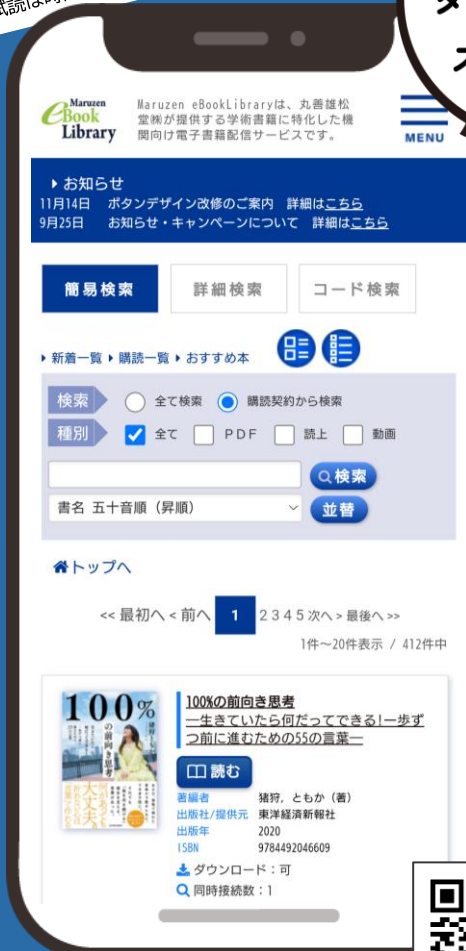 試読は時
Maruzen
eBook
Library
Maruzen eBookLibraryは、丸善雄松
堂㈱が提供する学術書籍に特化した機
関向け電子書籍配信サービスです。
MENU
お知らせ
11月14日 ボタンデザイン改修のご案内 詳細はこちら
9月25日 お知らせ・キャンペーンについて 詳細はこちら
簡易検索 詳細検索 コード検索
新着一覧 購読一覧 おすすめ本
検索 全て検索 購読契約から検索
種別 全て PDF 読上 動画
検索
書名 五十音順（昇順） 並替
トップへ
<< 最初へ < 前へ 1 2 3 4 5 次へ > 最後へ >>
1件～20件表示 / 412件中
100%
の前向き思考
100%の前向き思考
―生きていたら何だってできる!一歩ず
つ前に進むための55の言葉―
読む
著編者 猪狩, ともか（著）
出版社/提供元 東洋経済新報社
出版年 2020
ISBN 9784492046609
ダウンロード：可
同時接続数：1